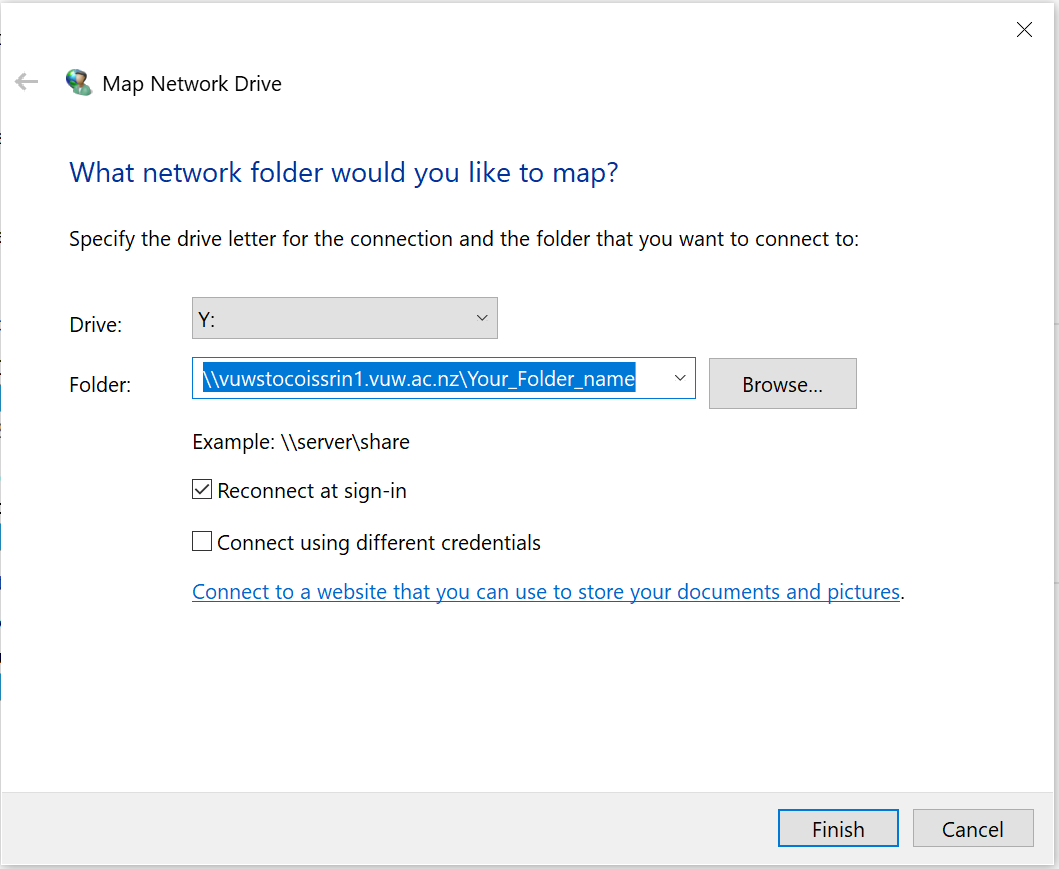 Map Network Drive
What network folder would you like to map?
Specify the drive letter for the connection and the folder that you want to connect to:
Drive: Y:
Folder: \\vuwstocoissrin1.vuw.ac.nz\Your_Folder_name Browse...
Example: \\server\share
Reconnect at sign-in
Connect using different credentials
Connect to a website that you can use to store your documents and pictures.
Finish Cancel